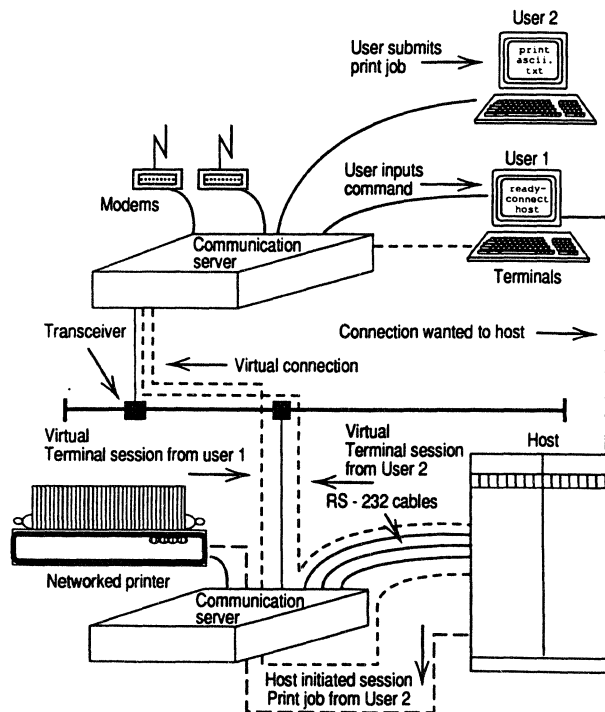 User 2
User submits
print job
print
ascii.
txt
User 1
User inputs
command
ready-
connect
host
Modems
Communication
server
Terminals
Transceiver
Connection wanted to host
Virtual connection
Virtual
Terminal session from user 1
Virtual
Terminal session
from User 2
Host
RS - 232 cables
Networked printer
Communication
server
Host initiated session
Print job from User 2